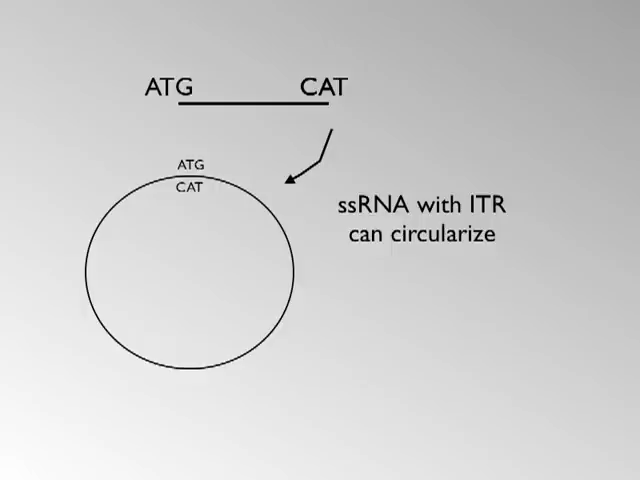 ATG CAT
ATG
CAT
ssRNA with ITR
can circularize